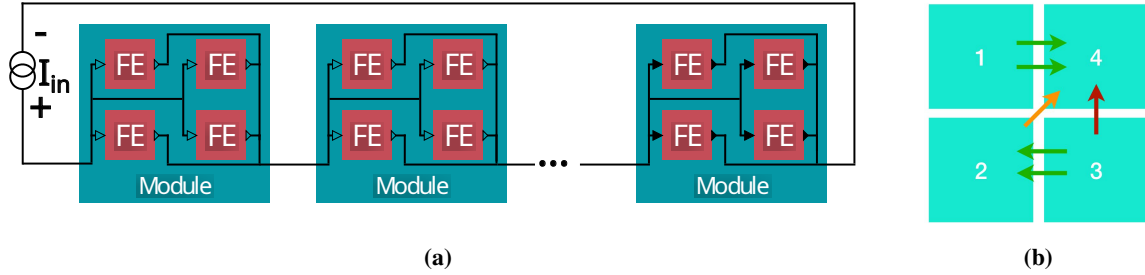 -
I_in
+
FE FE
FE FE
Module
FE FE
FE FE
Module
...
FE FE
FE FE
Module
(a)
1 4
2 3
(b)